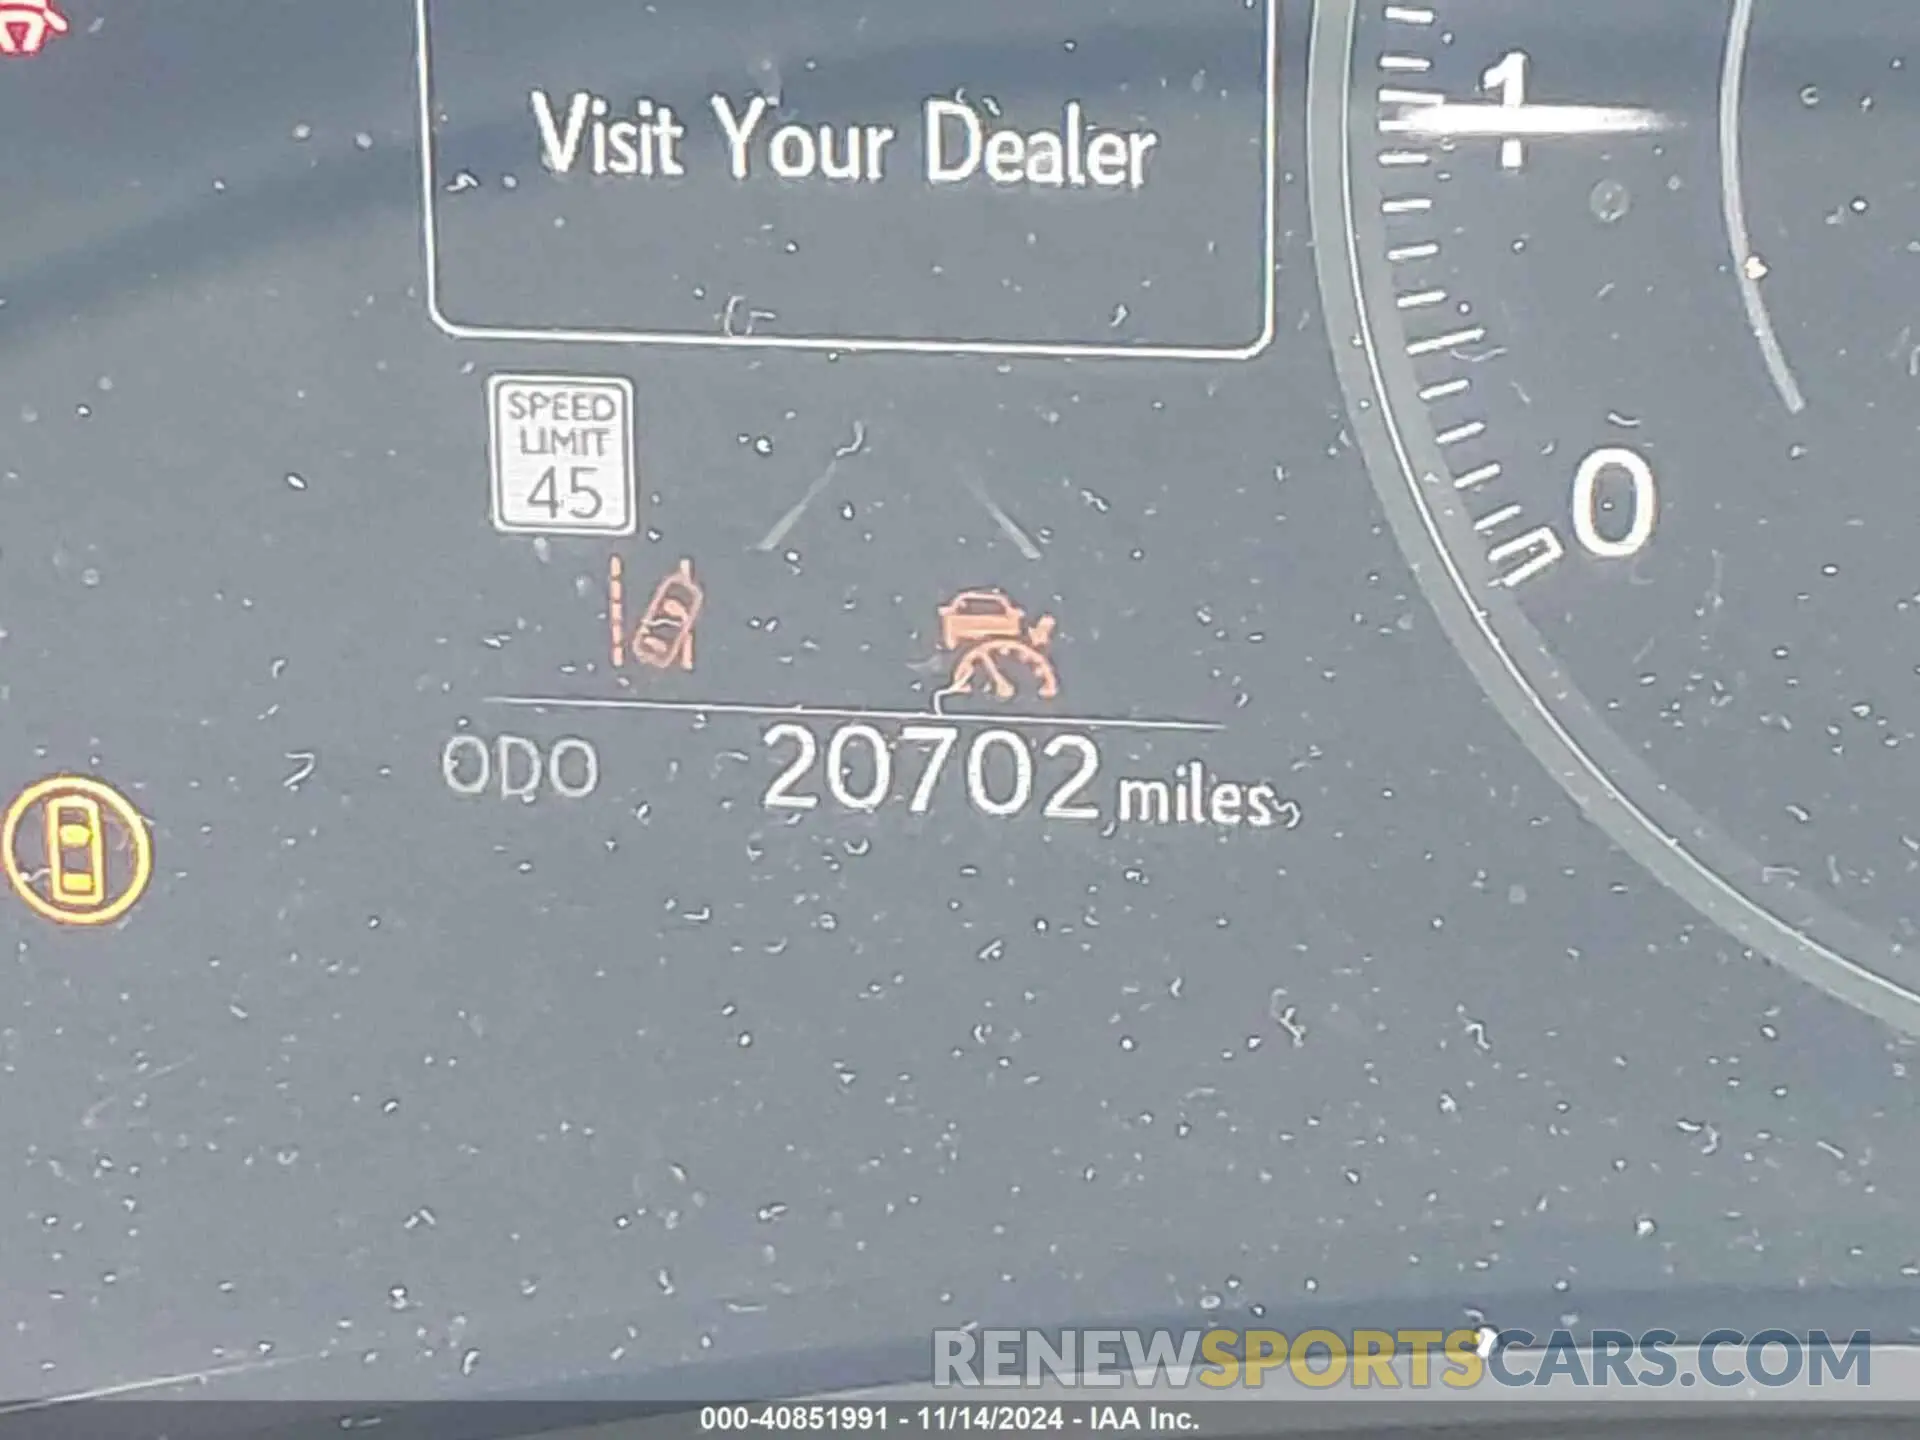 Visit Your Dealer
1
SPEED
LIMIT
45
0
ODO 20702 miles
RENEWSPORTSCARS.COM
000-40851991 - 11/14/2024 - IAA Inc.